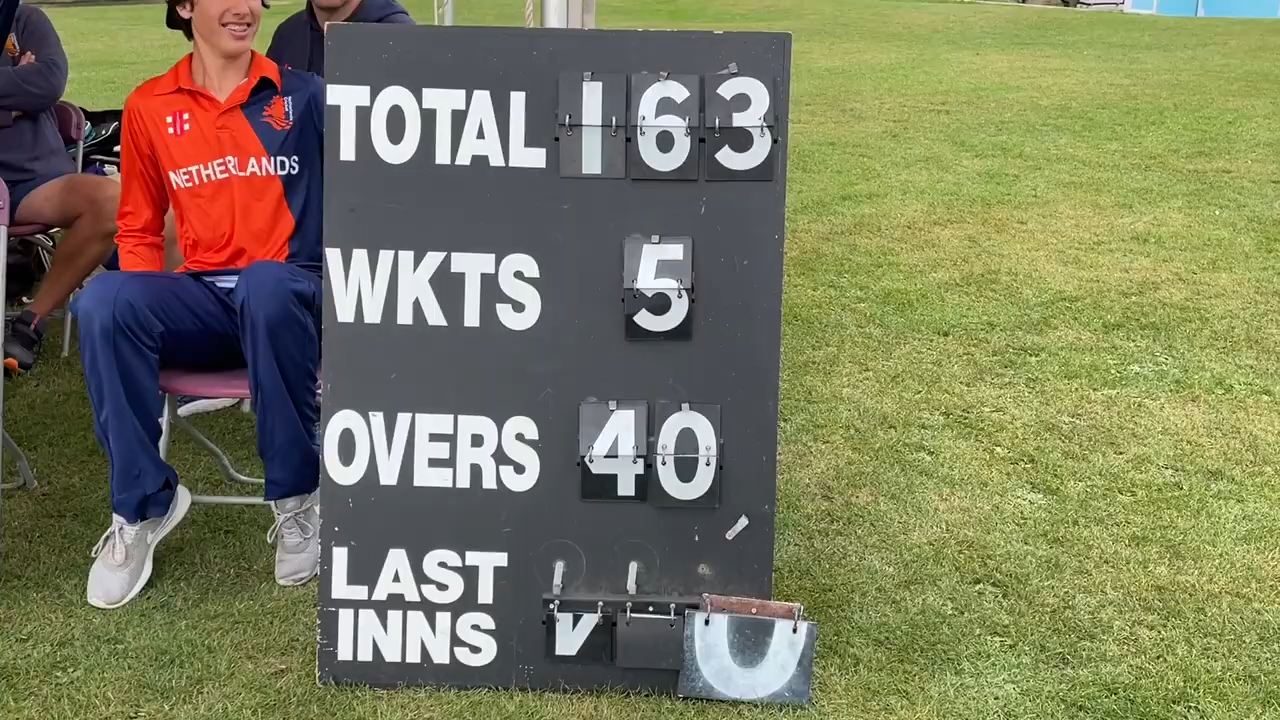 TOTAL 163
NETHERLANDS
WKTS 5
OVERS 40
LAST
INNS